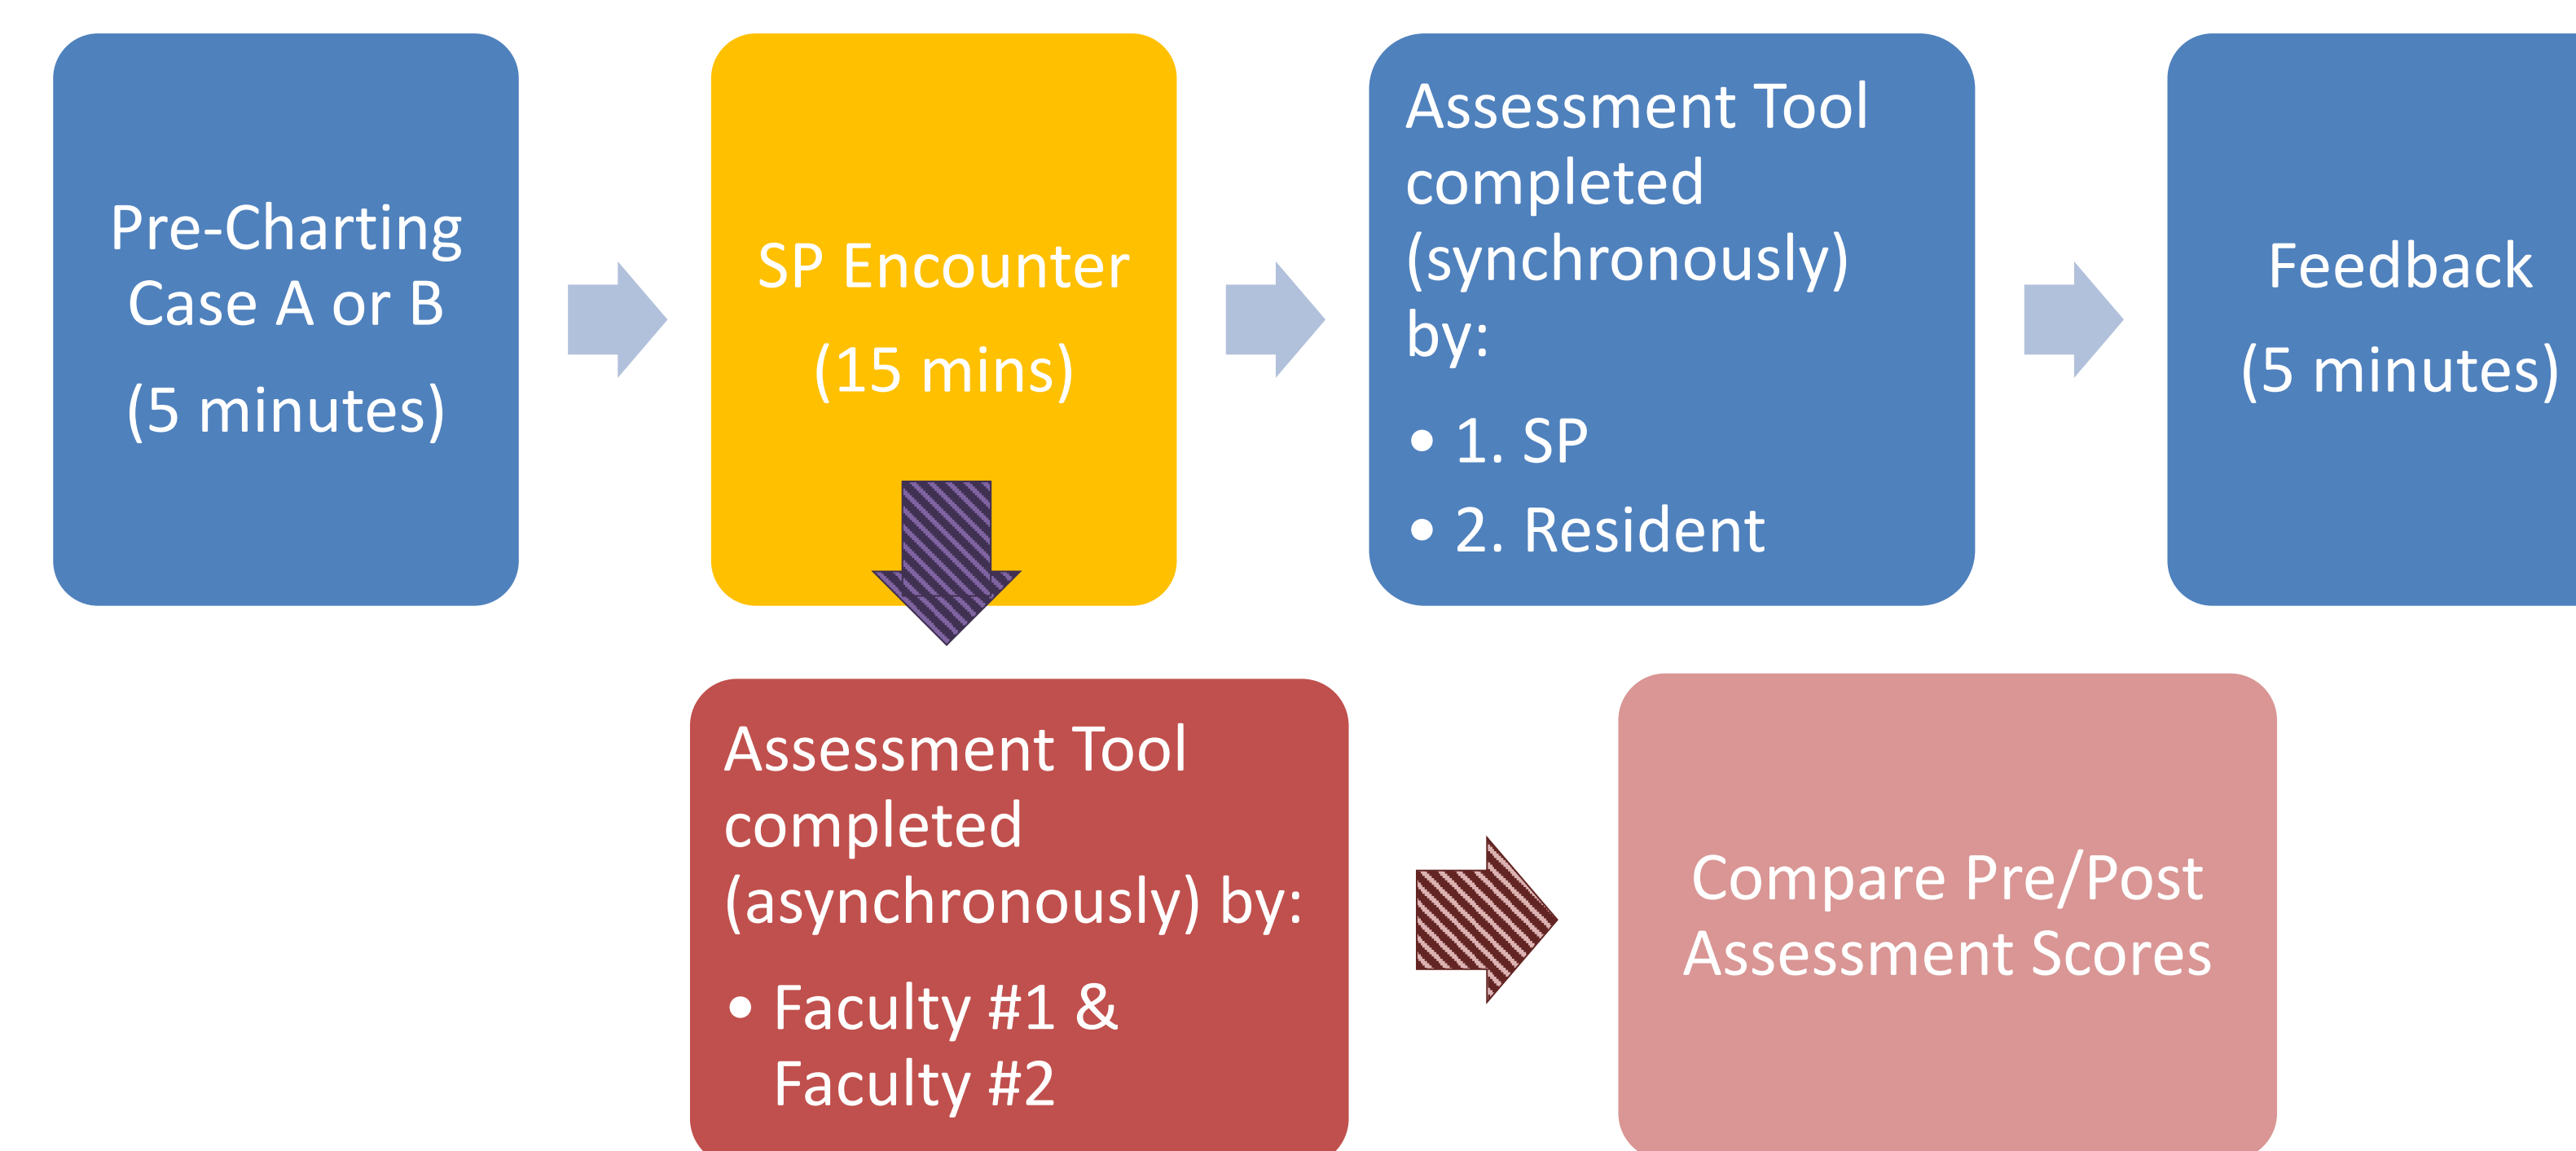 Pre-Charting
Case A or B
(5 minutes)
SP Encounter
(15 mins)
Assessment Tool
completed
(synchronously)
by:
• 1. SP
• 2. Resident
Feedback
(5 minutes)
Assessment Tool
completed
(asynchronously) by:
• Faculty #1 &
Faculty #2
Compare Pre/Post
Assessment Scores